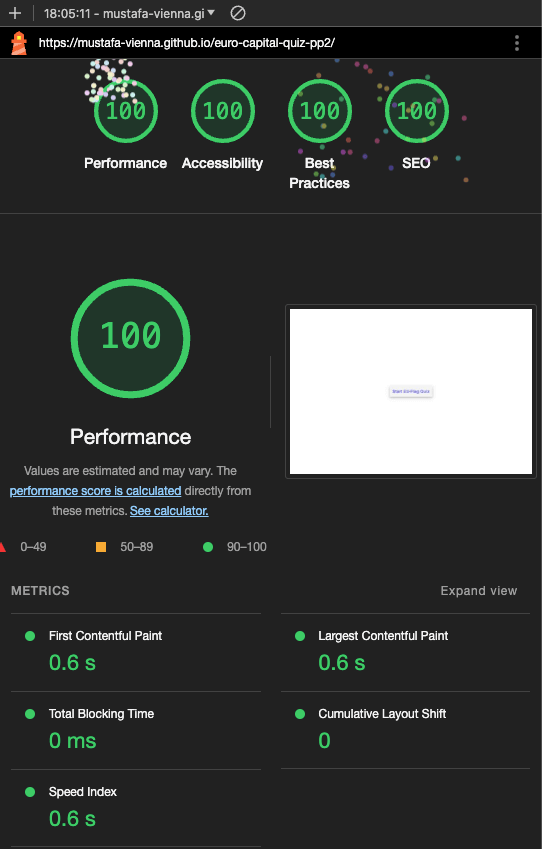 18:05:11 - mustafa-vienna.gi
https://mustafa-vienna.github.io/euro-capital-quiz-pp2/
100 100 100 100
Performance Accessibility Best Practices SEO
100
Performance
Values are estimated and may vary. The
performance score is calculated directly from
these metrics. See calculator.
0–49 50–89 90–100
Start EU-Flag Quiz
METRICS Expand view
First Contentful Paint
0.6 s
Largest Contentful Paint
0.6 s
Total Blocking Time
0 ms
Cumulative Layout Shift
0
Speed Index
0.6 s